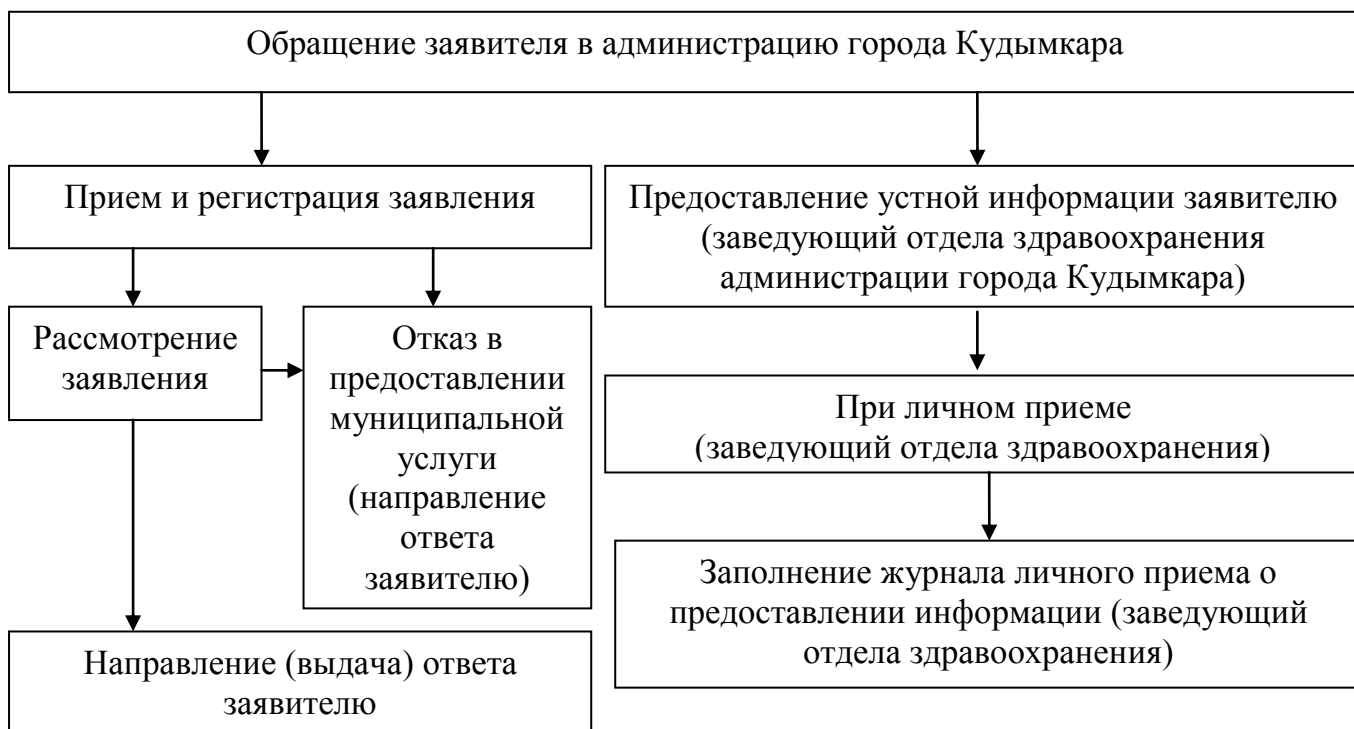 Обращение заявителя в администрацию города Кудымкара
Прием и регистрация заявления
Рассмотрение
заявления
Отказ в
предоставлении
муниципальной
услуги
(направление
ответа
заявителю)
Направление (выдача) ответа
заявителю
Предоставление устной информации заявителю
(заведующий отдела здравоохранения
администрации города Кудымкара)
При личном приеме
(заведующий отдела здравоохранения)
Заполнение журнала личного приема о
предоставлении информации (заведующий
отдела здравоохранения)